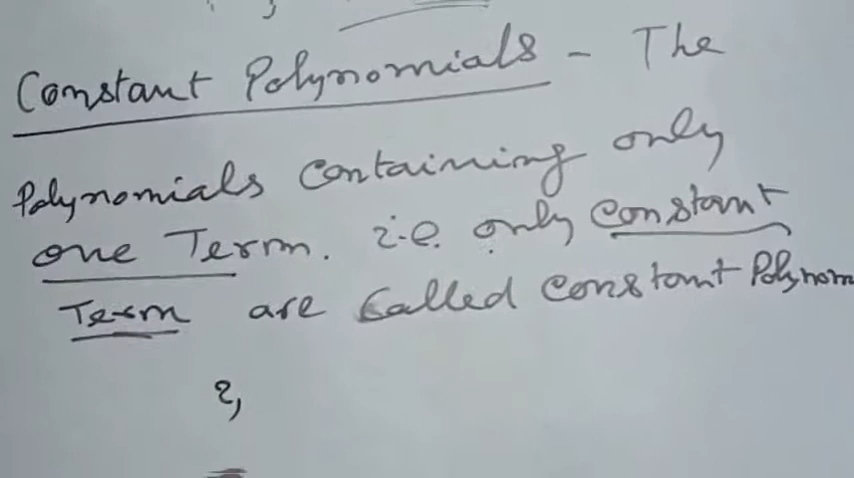 Constant Polynomials - The
Polynomials containing only
one Term. i.e. only constant
Term are called constant Polynom
2,